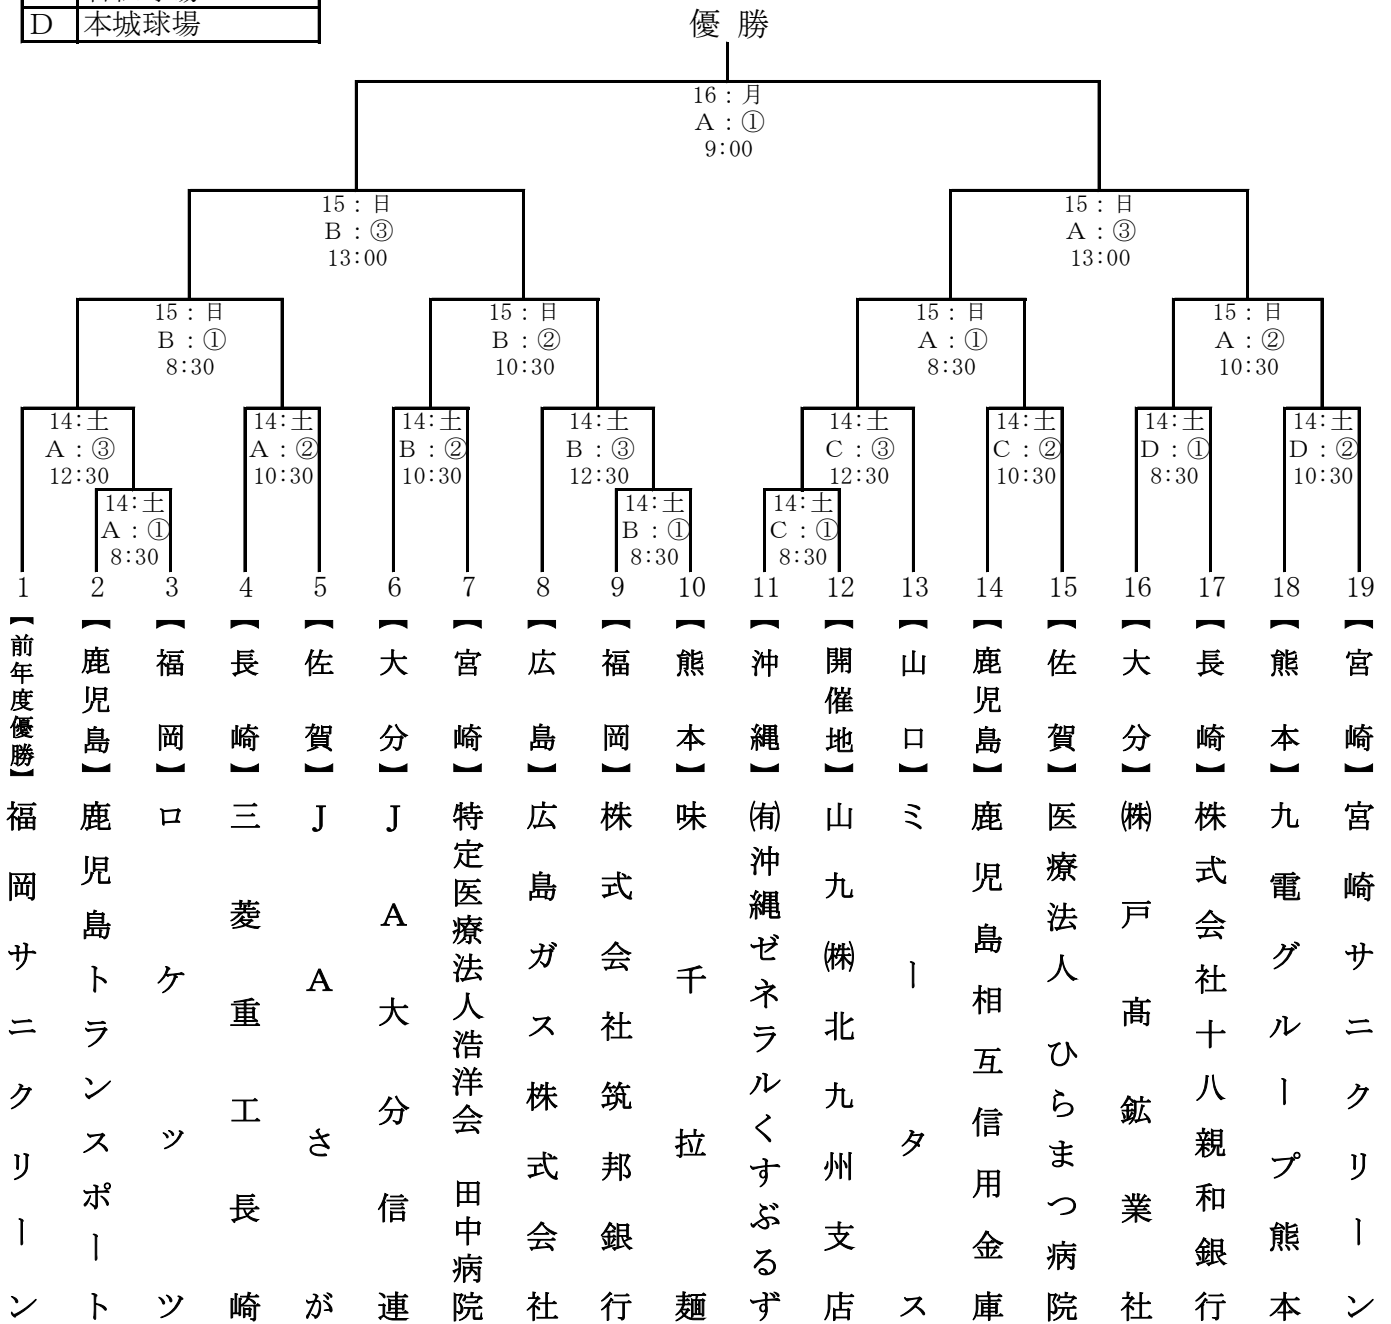 D 本城球場
優 勝
16：月
A：①
9:00
15：日
B：③
13:00
15：日
A：③
13:00
15：日
B：①
8:30
15：日
B：②
10:30
15：日
A：①
8:30
15：日
A：②
10:30
14:土
A：③
12:30
14:土
A：②
10:30
14:土
B：②
10:30
14:土
B：③
12:30
14:土
C：③
12:30
14:土
C：②
10:30
14:土
D：①
8:30
14:土
D：②
10:30
14:土
A：①
8:30
14:土
B：①
8:30
14:土
C：①
8:30
1 【前年度優勝】福岡サニクリーン
2 【鹿児島】鹿児島トランスポート
3 【福岡】ロケッツ
4 【長崎】三菱重工長崎
5 【佐賀】JAさが
6 【大分】JA大分信連
7 【宮崎】特定医療法人浩洋会 田中病院
8 【広島】広島ガス株式会社
9 【福岡】株式会社筑邦銀行
10 【熊本】味千拉麺
11 【沖縄】㈲沖縄ゼネラルくすぶるず
12 【開催地】山九㈱北九州支店
13 【山口】ミータス
14 【鹿児島】鹿児島相互信用金庫
15 【佐賀】医療法人 ひらまつ病院
16 【大分】㈱戸髙鉱業社
17 【長崎】株式会社十八親和銀行
18 【熊本】九電グループ熊本
19 【宮崎】宮崎サニクリーン